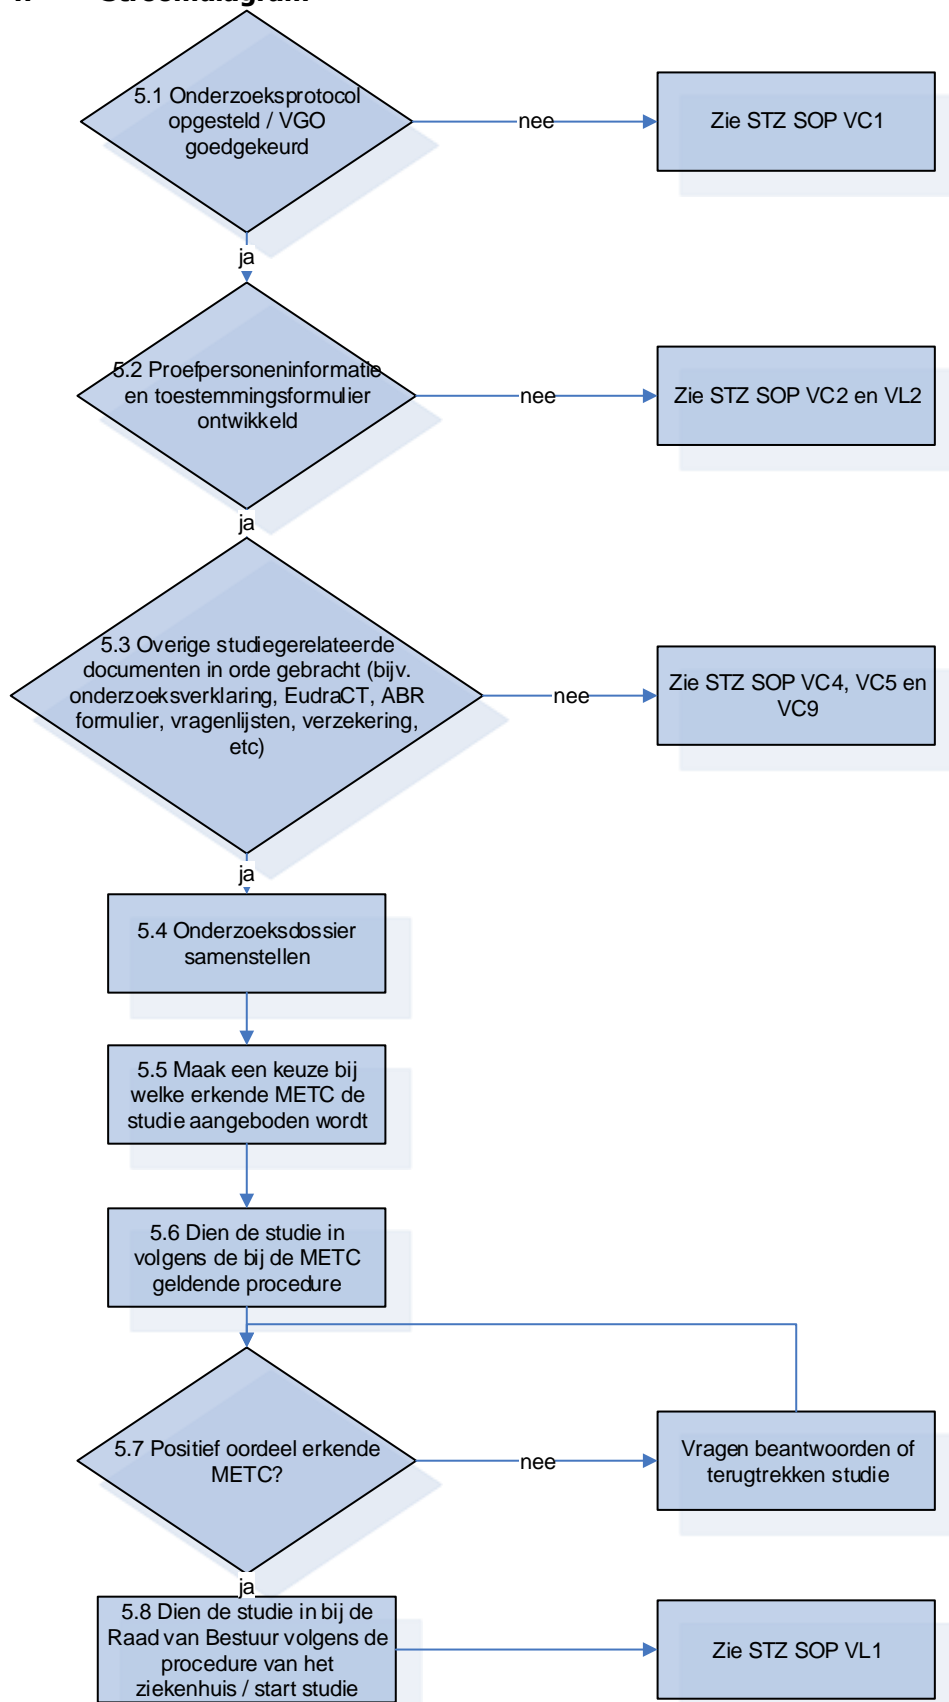 5.1 Onderzoeksprotocol
opgesteld / VGO
goedgekeurd
nee
Zie STZ SOP VC1
ja
5.2 Proefpersoneninformatie
en toestemmingsformulier
ontwikkeld
nee
Zie STZ SOP VC2 en VL2
ja
5.3 Overige studiegerelateerde
documenten in orde gebracht (bijv.
onderzoeksverklaring, EudraCT, ABR
formulier, vragenlijsten, verzekering,
etc)
nee
Zie STZ SOP VC4, VC5 en
VC9
ja
5.4 Onderzoeksdossier
samenstellen
5.5 Maak een keuze bij
welke erkende METC de
studie aangeboden wordt
5.6 Dien de studie in
volgens de bij de METC
geldende procedure
5.7 Positief oordeel erkende
METC?
nee
Vragen beantwoorden of
terugtrekken studie
ja
5.8 Dien de studie in bij de
Raad van Bestuur volgens de
procedure van het
ziekenhuis / start studie
Zie STZ SOP VL1